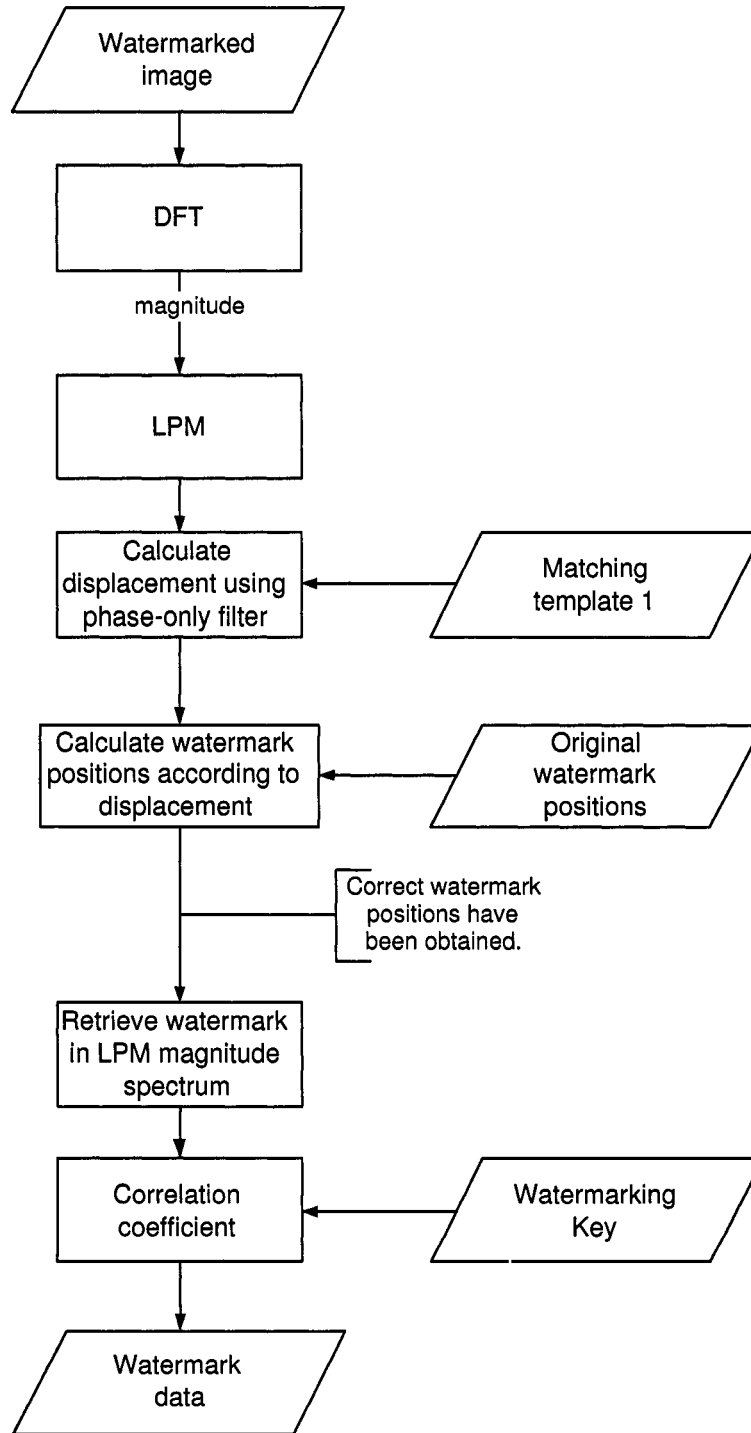 Watermarked
image
DFT
magnitude
LPM
Calculate
displacement using
phase-only filter
Matching
template 1
Calculate watermark
positions according to
displacement
Original
watermark
positions
Correct watermark
positions have
been obtained.
Retrieve watermark
in LPM magnitude
spectrum
Correlation
coefficient
Watermarking
Key
Watermark
data